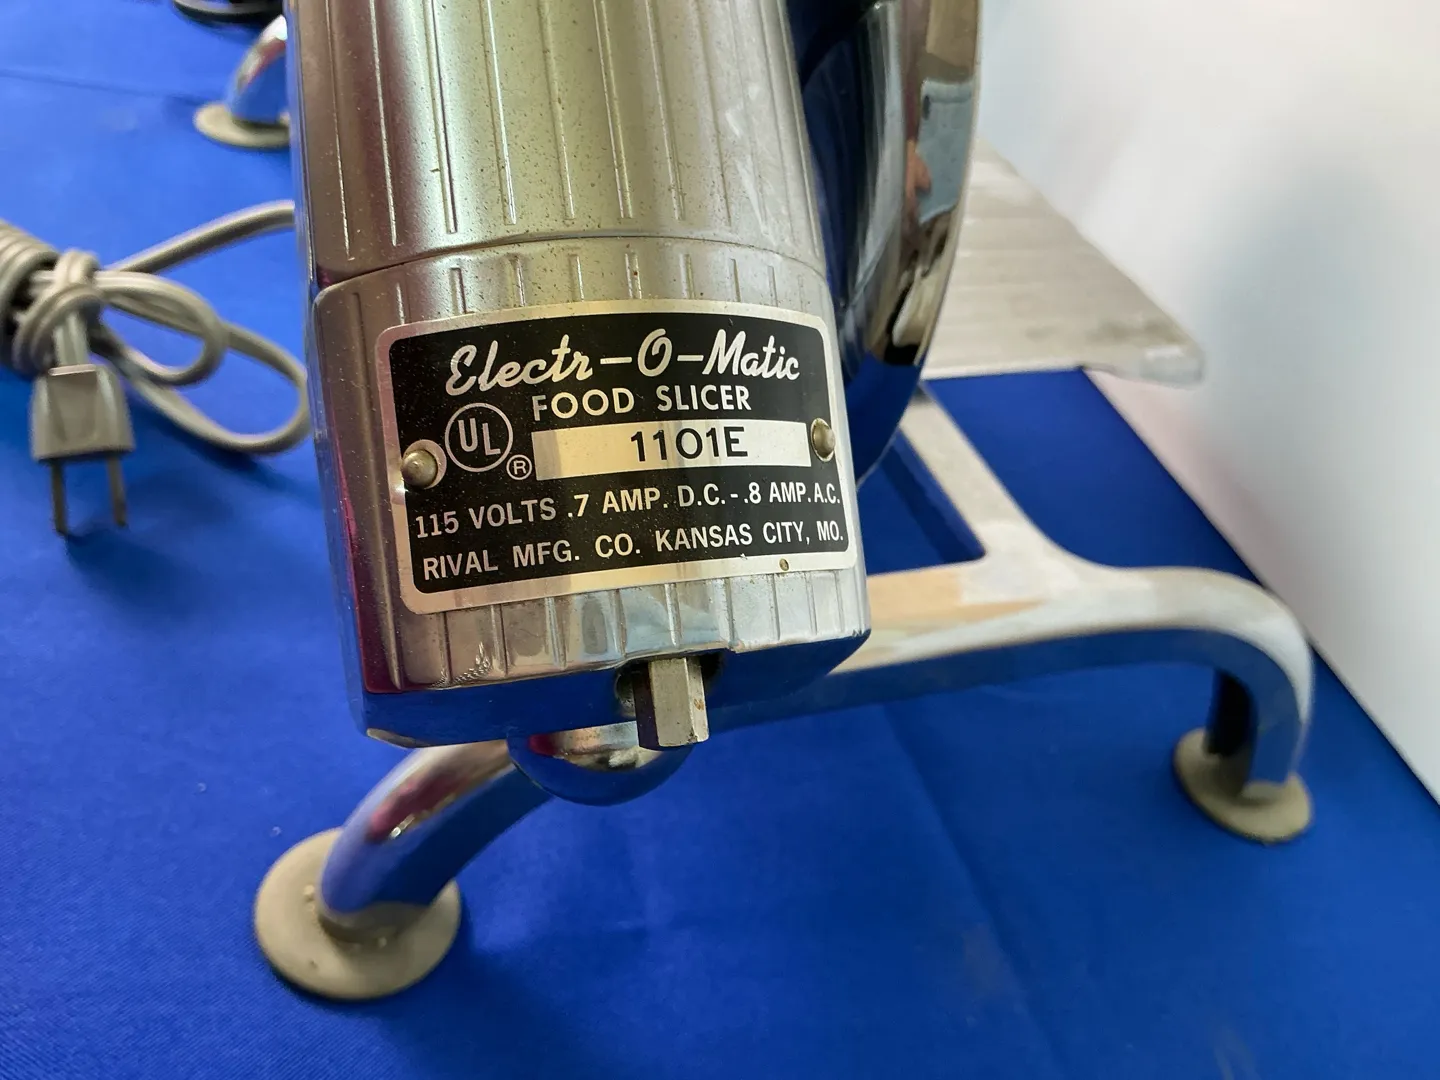 Electr-O-Matic
FOOD SLICER
UL ®
1101E
115 VOLTS .7 AMP. D.C.-.8 AMP. A.C.
RIVAL MFG. CO. KANSAS CITY, MO.